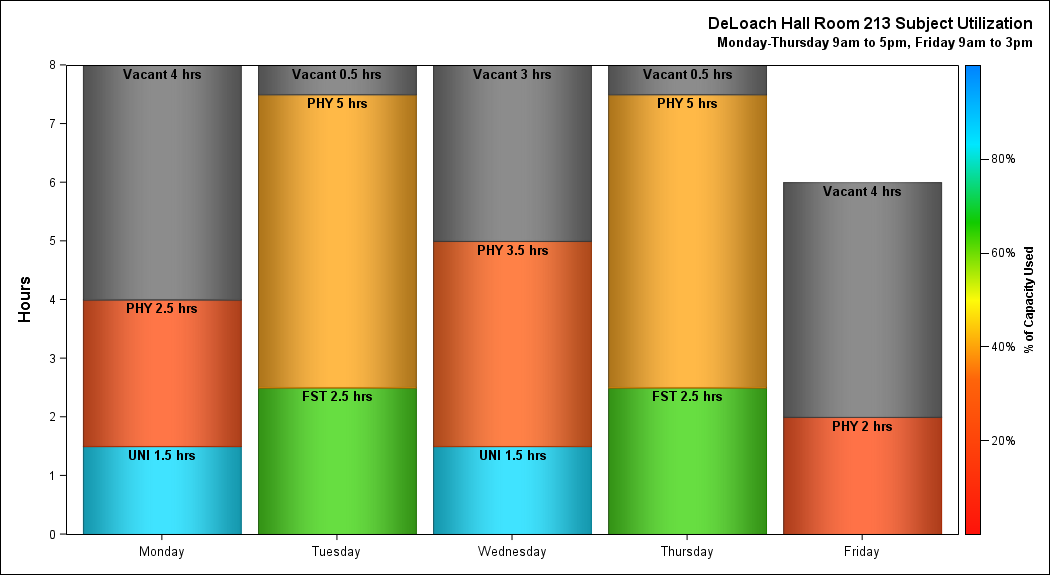 DeLoach Hall Room 213 Subject Utilization
Monday-Thursday 9am to 5pm, Friday 9am to 3pm
Hours
8
7
6
5
4
3
2
1
0
Vacant 4 hrs
PHY 2.5 hrs
UNI 1.5 hrs
Vacant 0.5 hrs
PHY 5 hrs
FST 2.5 hrs
Vacant 3 hrs
PHY 3.5 hrs
UNI 1.5 hrs
Vacant 0.5 hrs
PHY 5 hrs
FST 2.5 hrs
Vacant 4 hrs
PHY 2 hrs
Monday
Tuesday
Wednesday
Thursday
Friday
80%
60%
40%
20%
% of Capacity Used